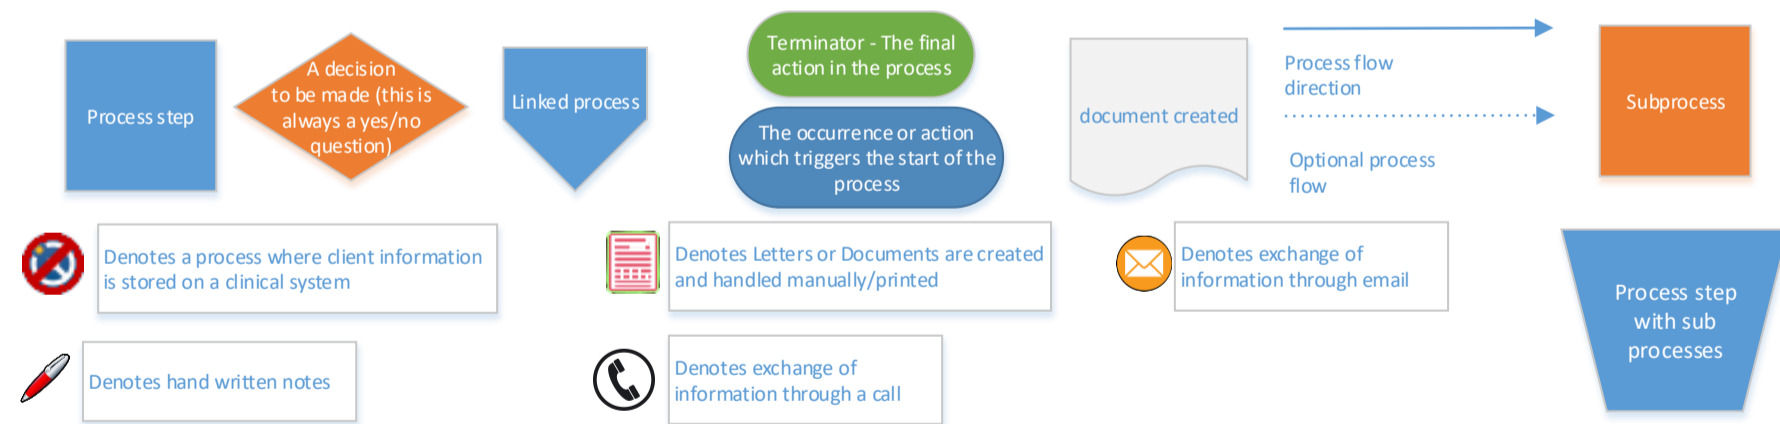 Process step
A decision
to be made (this is
always a yes/no
question)
Linked process
Terminator - The final
action in the process
The occurrence or action
which triggers the start of the
process
document created
Process flow
direction
Optional process
flow
Subprocess
Denotes a process where client information
is stored on a clinical system
Denotes Letters or Documents are created
and handled manually/printed
Denotes exchange of
information through email
Process step
with sub
processes
Denotes hand written notes
Denotes exchange of
information through a call